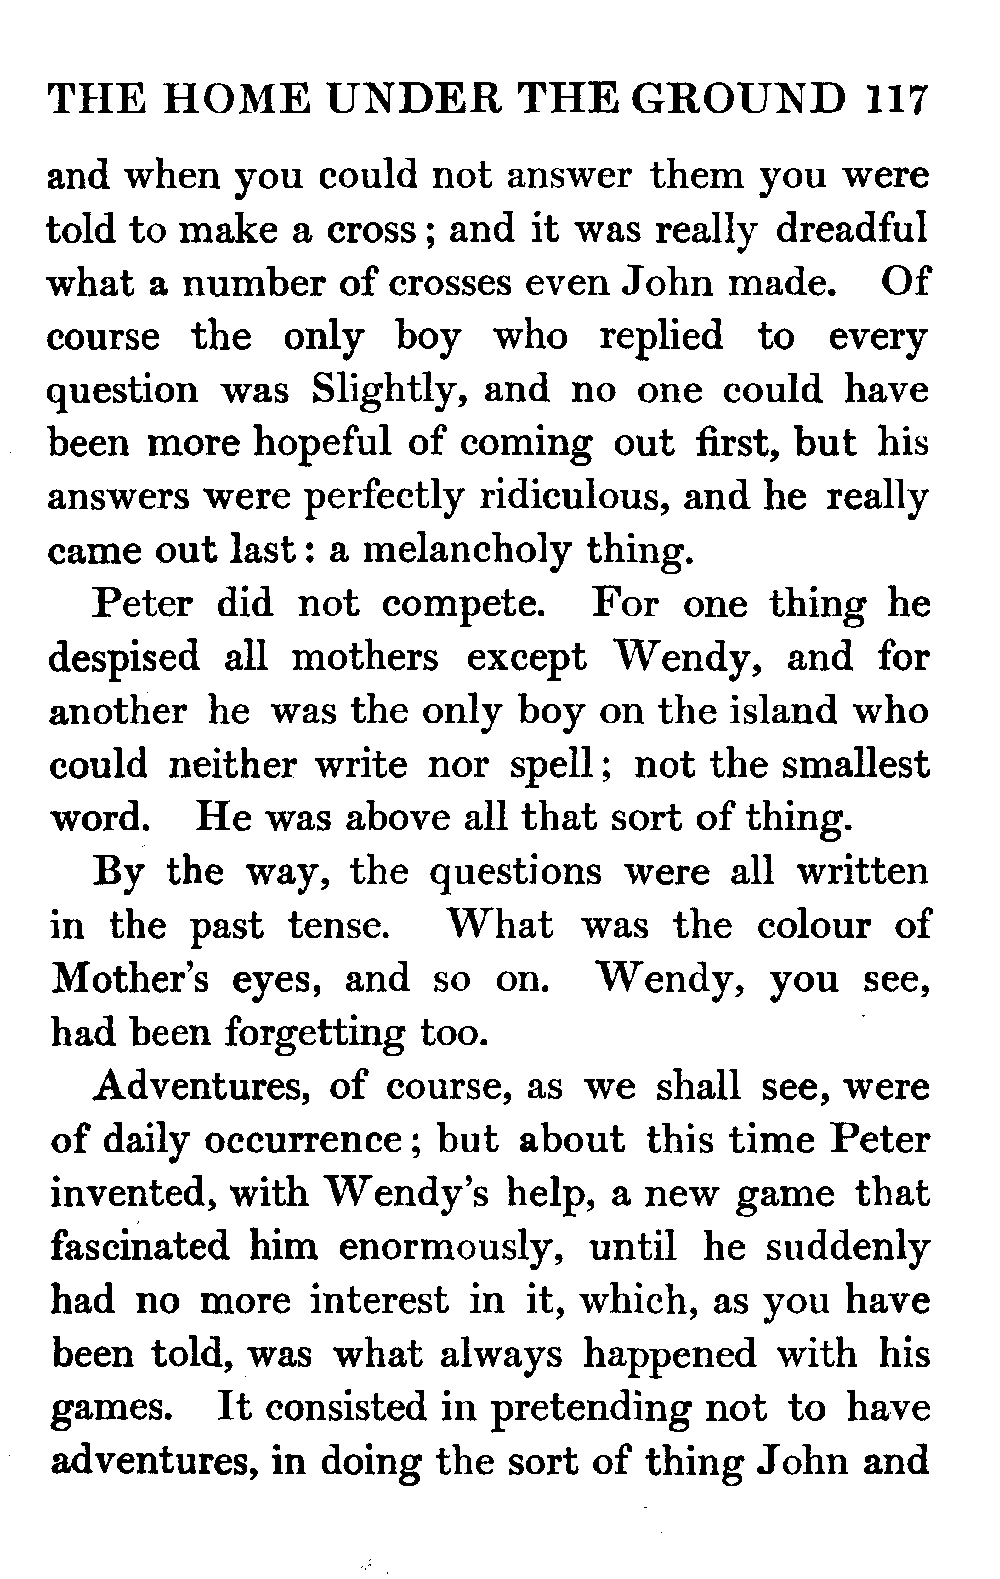 THE HOME UNDER THE GROUND 117
and when you could not answer them you were
told to make a cross; and it was really dreadful
what a number of crosses even John made. Of
course the only boy who replied to every
question was Slightly, and no one could have
been more hopeful of coming out first, but his
answers were perfectly ridiculous, and he really
came out last: a melancholy thing.
Peter did not compete. For one thing he
despised all mothers except Wendy, and for
another he was the only boy on the island who
could neither write nor spell; not the smallest
word. He was above all that sort of thing.
By the way, the questions were all written
in the past tense. What was the colour of
Mother's eyes, and so on. Wendy, you see,
had been forgetting too.
Adventures, of course, as we shall see, were
of daily occurrence; but about this time Peter
invented, with Wendy's help, a new game that
fascinated him enormously, until he suddenly
had no more interest in it, which, as you have
been told, was what always happened with his
games. It consisted in pretending not to have
adventures, in doing the sort of thing John and